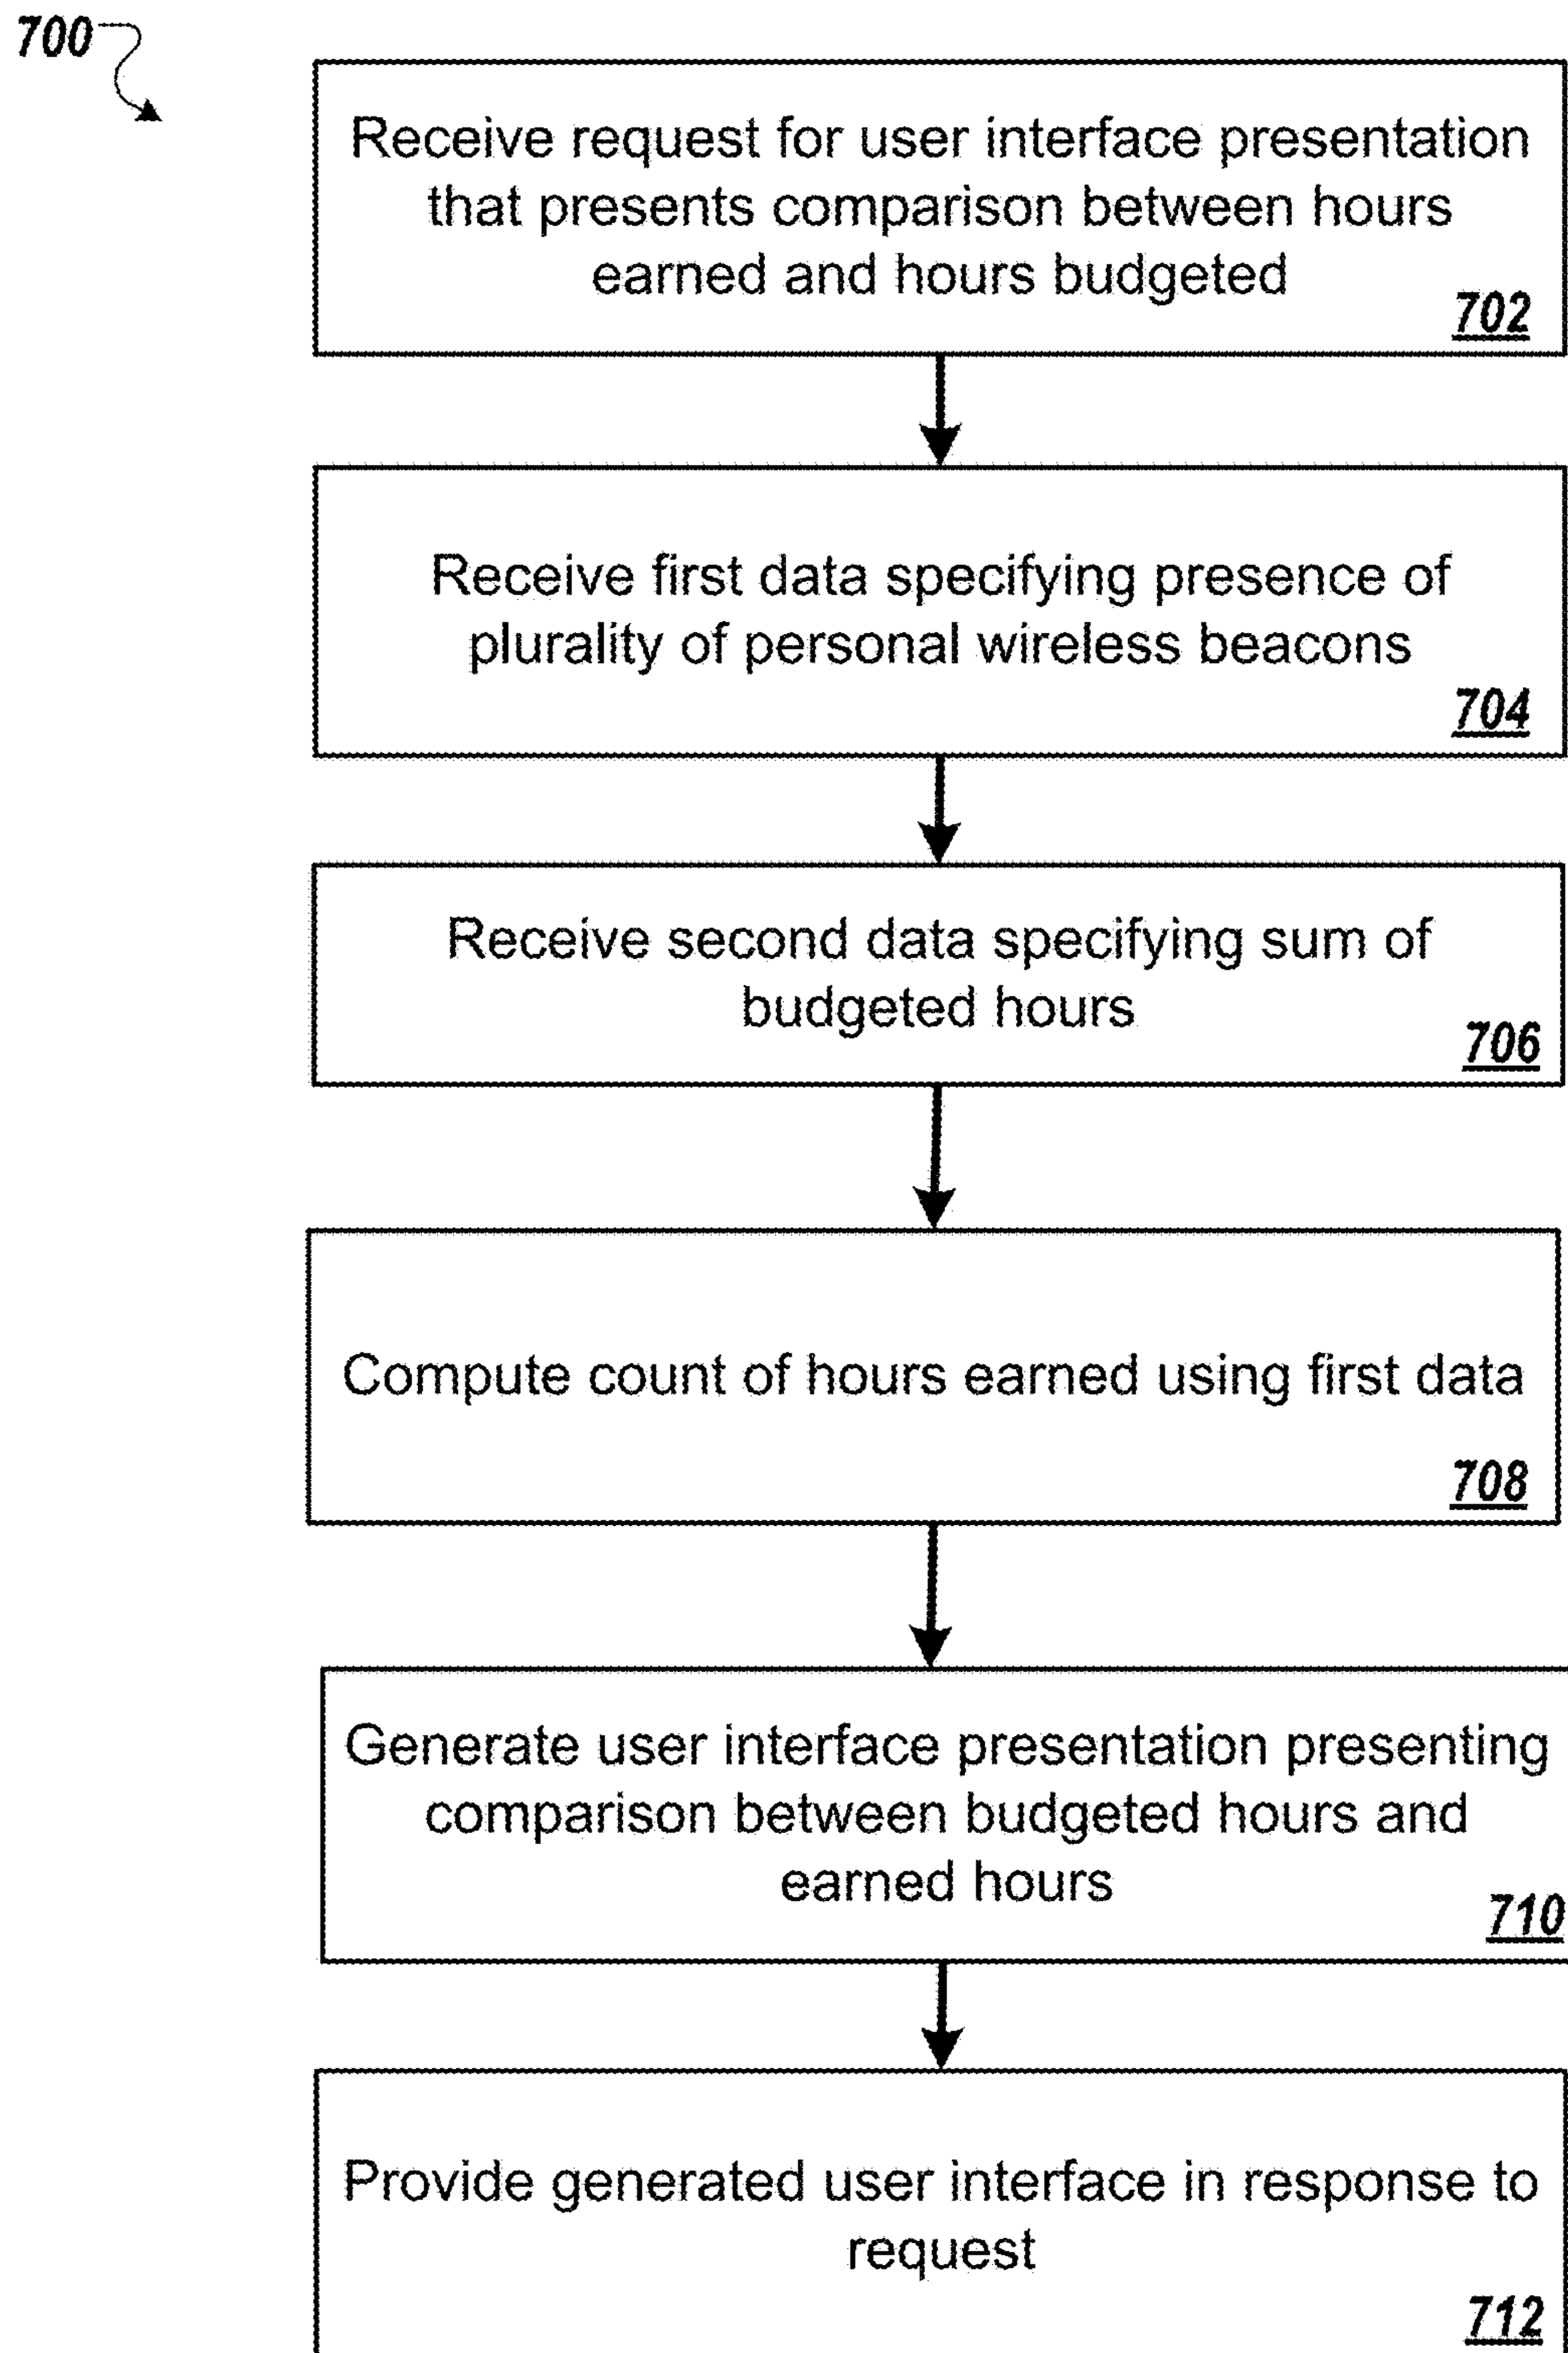 700
Receive request for user interface presentation
that presents comparison between hours
earned and hours budgeted
702
Receive first data specifying presence of
plurality of personal wireless beacons
704
Receive second data specifying sum of
budgeted hours
706
Compute count of hours earned using first data
708
Generate user interface presentation presenting
comparison between budgeted hours and
earned hours
710
Provide generated user interface in response to
request
712